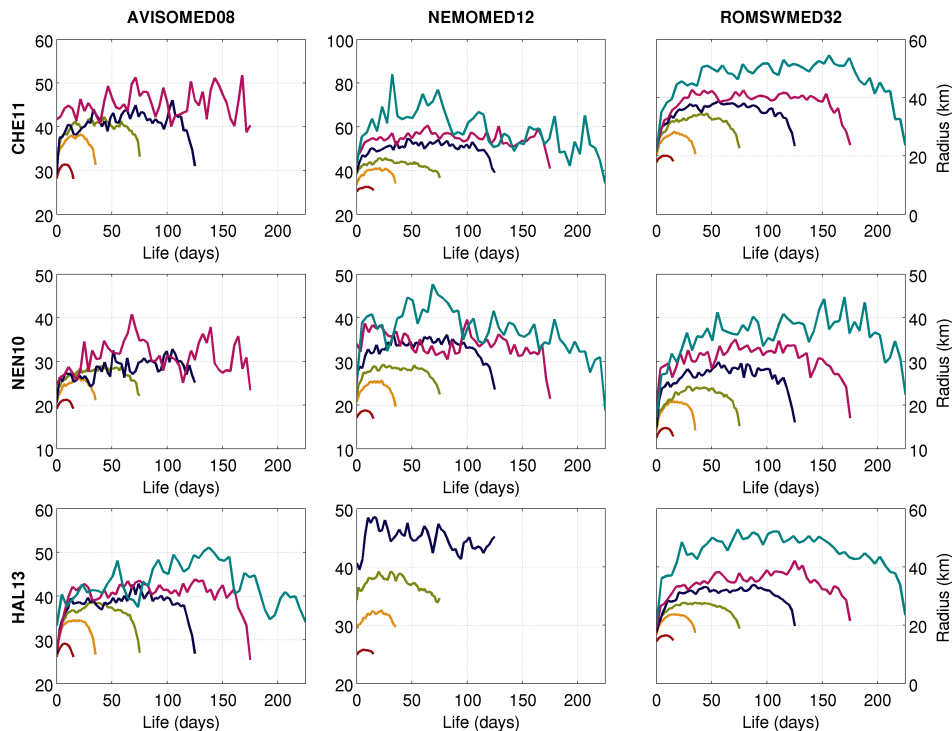 AVISOMED08 NEMOMED12 ROMSWMED32
60 100 60
50 80
40 60 40
30 40 20
20 20 0
0 50 100 150 200 0 50 100 150 200 0 50 100 150 200
Life (days) Life (days) Life (days)
CHE11
Radius (km)
50 50 50
40 40 40
30 30 30
20 20 20
10 10 10
0 50 100 150 200 0 50 100 150 200 0 50 100 150 200
Life (days) Life (days) Life (days)
NEN10
Radius (km)
60 50 60
50
40 40 40
30 30 20
20 20 0
0 50 100 150 200 0 50 100 150 200 0 50 100 150 200
Life (days) Life (days) Life (days)
HAL13
Radius (km)